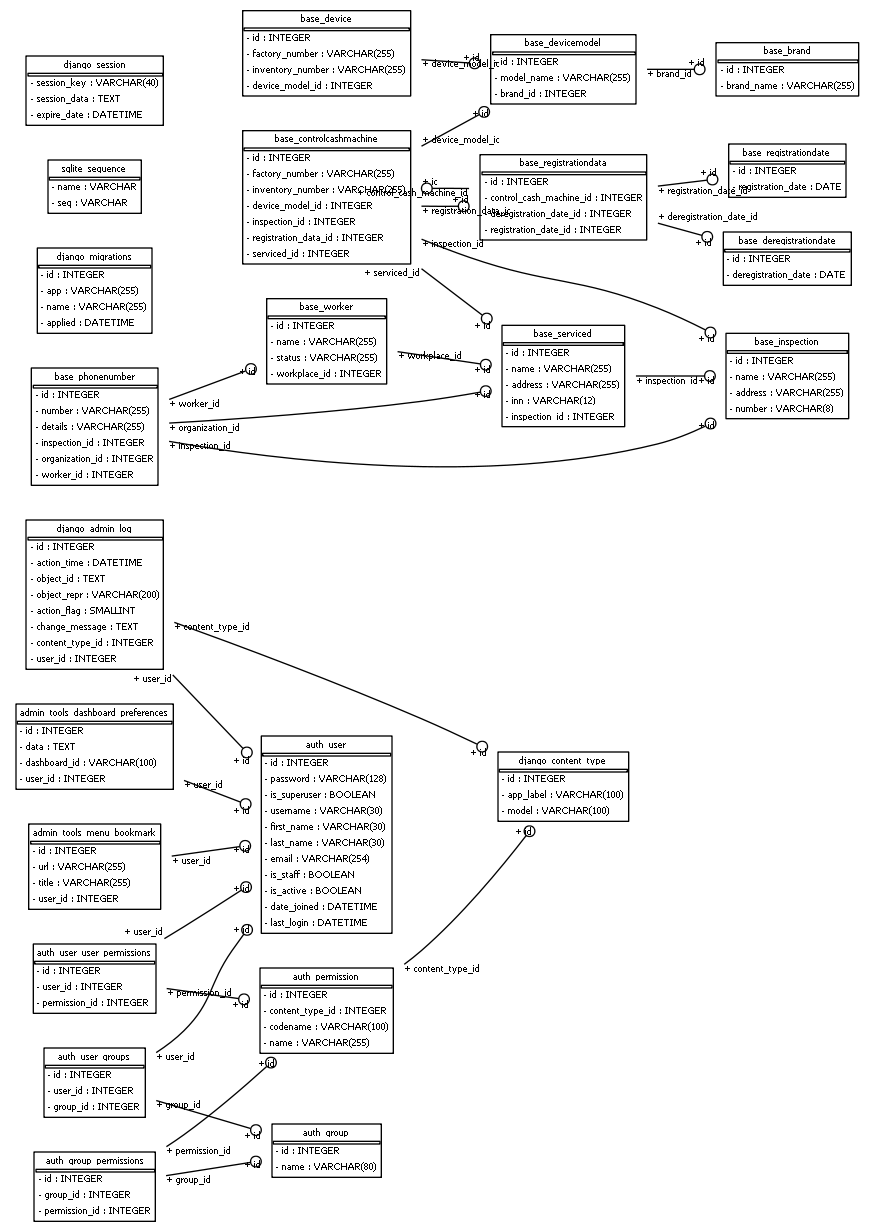 base_device
- id : INTEGER
- factory_number : VARCHAR(255)
- inventory_number : VARCHAR(255)
- device_model_id : INTEGER
+ device_model_id
+ id
base_devicemodel
- id : INTEGER
- model_name : VARCHAR(255)
- brand_id : INTEGER
+ brand_id
+ id
base_brand
- id : INTEGER
- brand_name : VARCHAR(255)
django_session
- session_key : VARCHAR(40)
- session_data : TEXT
- expire_date : DATETIME
sqlite_sequence
- name : VARCHAR
- seq : VARCHAR
base_controlcashmachine
- id : INTEGER
- factory_number : VARCHAR(255)
- inventory_number : VARCHAR(255)
- device_model_id : INTEGER
- inspection_id : INTEGER
- registration_data_id : INTEGER
- serviced_id : INTEGER
+ id
+ device_model_id
+ id
+ control_cash_machine_id
+ id
+ registration_data_id
+ inspection_id
+ serviced_id
base_registrationdata
- id : INTEGER
- control_cash_machine_id : INTEGER
- deregistration_date_id : INTEGER
- registration_date_id : INTEGER
+ id
+ registration_date_id
+ deregistration_date_id
+ id
base_registrationdate
- id : INTEGER
- registration_date : DATE
base_deregistrationdate
- id : INTEGER
- deregistration_date : DATE
django_migrations
- id : INTEGER
- app : VARCHAR(255)
- name : VARCHAR(255)
- applied : DATETIME
base_worker
- id : INTEGER
- name : VARCHAR(255)
- status : VARCHAR(255)
- workplace_id : INTEGER
+ id
+ workplace_id
+ id
+ id
base_serviced
- id : INTEGER
- name : VARCHAR(255)
- address : VARCHAR(255)
- inn : VARCHAR(12)
- inspection_id : INTEGER
+ id
+ inspection_id
+ id
+ id
base_inspection
- id : INTEGER
- name : VARCHAR(255)
- address : VARCHAR(255)
- number : VARCHAR(8)
base_phonenumber
- id : INTEGER
- number : VARCHAR(255)
- details : VARCHAR(255)
- inspection_id : INTEGER
- organization_id : INTEGER
- worker_id : INTEGER
+ id
+ worker_id
+ organization_id
+ inspection_id
django_admin_log
- id : INTEGER
- action_time : DATETIME
- object_id : TEXT
- object_repr : VARCHAR(200)
- action_flag : SMALLINT
- change_message : TEXT
- content_type_id : INTEGER
- user_id : INTEGER
+ content_type_id
+ user_id
admin_tools_dashboard_preferences
- id : INTEGER
- data : TEXT
- dashboard_id : VARCHAR(100)
- user_id : INTEGER
+ id
+ user_id
+ id
admin_tools_menu_bookmark
- id : INTEGER
- url : VARCHAR(255)
- title : VARCHAR(255)
- user_id : INTEGER
+ id
+ user_id
+ id
+ user_id
+ id
auth_user
- id : INTEGER
- password : VARCHAR(128)
- is_superuser : BOOLEAN
- username : VARCHAR(30)
- first_name : VARCHAR(30)
- last_name : VARCHAR(30)
- email : VARCHAR(254)
- is_staff : BOOLEAN
- is_active : BOOLEAN
- date_joined : DATETIME
- last_login : DATETIME
+ id
django_content_type
- id : INTEGER
- app_label : VARCHAR(100)
- model : VARCHAR(100)
+ id
+ content_type_id
auth_user_user_permissions
- id : INTEGER
- user_id : INTEGER
- permission_id : INTEGER
+ permission_id
+ id
auth_permission
- id : INTEGER
- content_type_id : INTEGER
- codename : VARCHAR(100)
- name : VARCHAR(255)
+ id
auth_user_groups
- id : INTEGER
- user_id : INTEGER
- group_id : INTEGER
+ user_id
+ group_id
+ id
auth_group
- id : INTEGER
- name : VARCHAR(80)
auth_group_permissions
- id : INTEGER
- group_id : INTEGER
- permission_id : INTEGER
+ permission_id
+ id
+ group_id